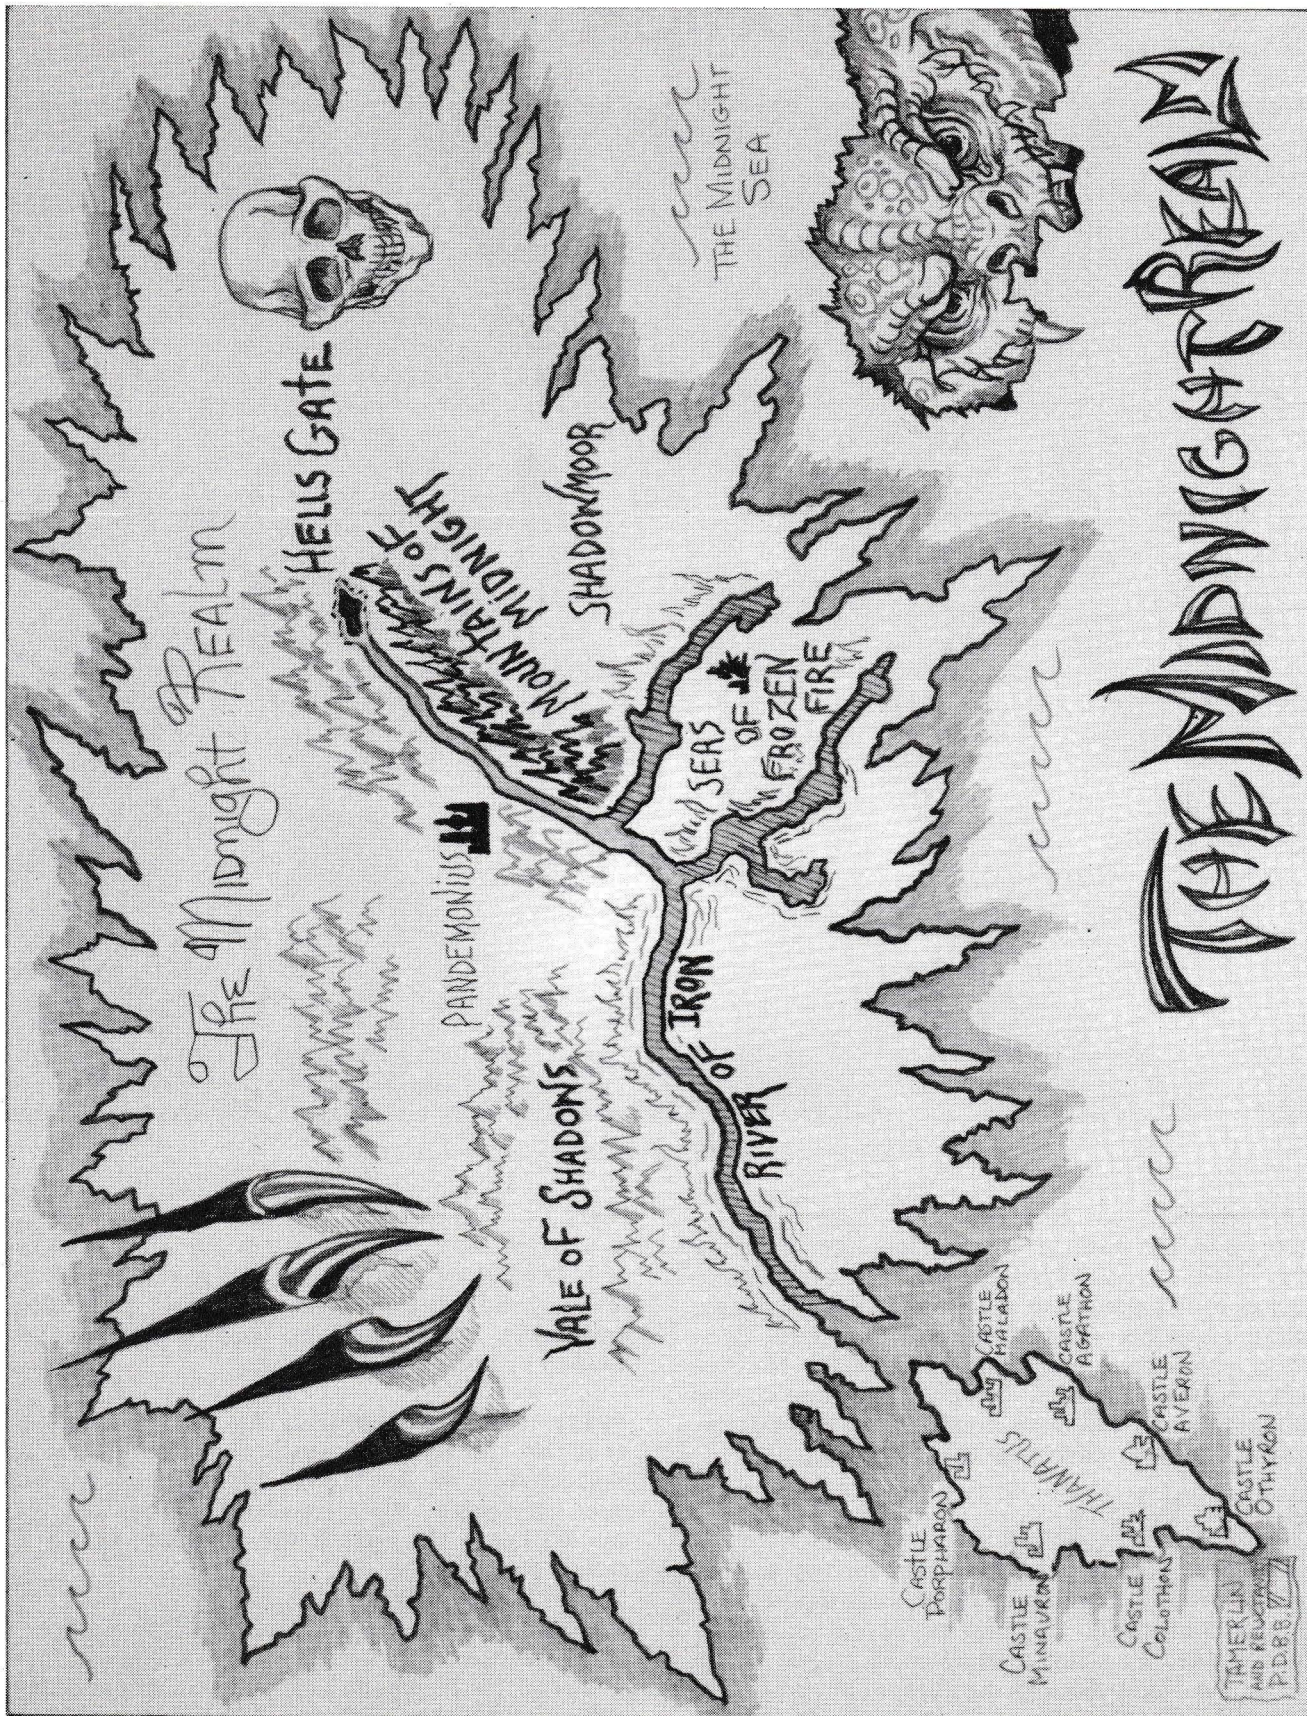 The Midnight Realm
HELLS GATE
MOUNTAINS OF
MIDNIGHT
PANDEMONIUS
VALE OF SHADOWS
SHADOWMOOR
SEAS
OF
FROZEN
FIRE
RIVER OF IRON
THE MIDNIGHT
SEA
CASTLE
PORPHARON
CASTLE
MALADON
CASTLE
MINAURON
THANATUS
CASTLE
AGATHON
CASTLE
COLOTHON
CASTLE
AVERON
CASTLE
OTHYRON
TAMERLIN
AND
P.D.B.B.
THE MIDNIGHT REALM